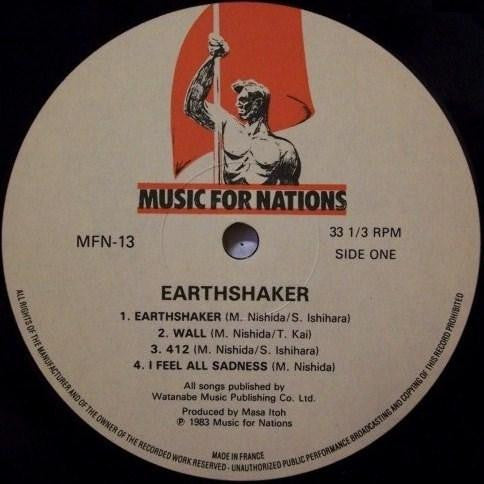 MUSIC FOR NATIONS
MFN-13
33 1/3 RPM
SIDE ONE
EARTHSHAKER
1. EARTHSHAKER (M. Nishida/S. Ishihara)
2. WALL (M. Nishida/T. Kai)
3. 412 (M. Nishida/S. Ishihara)
4. I FEEL ALL SADNESS (M. Nishida)
All songs published by
Watanabe Music Publishing Co. Ltd.
Produced by Masa Itoh
℗ 1983 Music for Nations
MADE IN FRANCE
ALL RIGHTS OF THE MANUFACTURER AND OF THE OWNER OF THE RECORDED WORK RESERVED - UNAUTHORIZED PUBLIC PERFORMANCE BROADCASTING AND COPYING OF THIS RECORD PROHIBITED